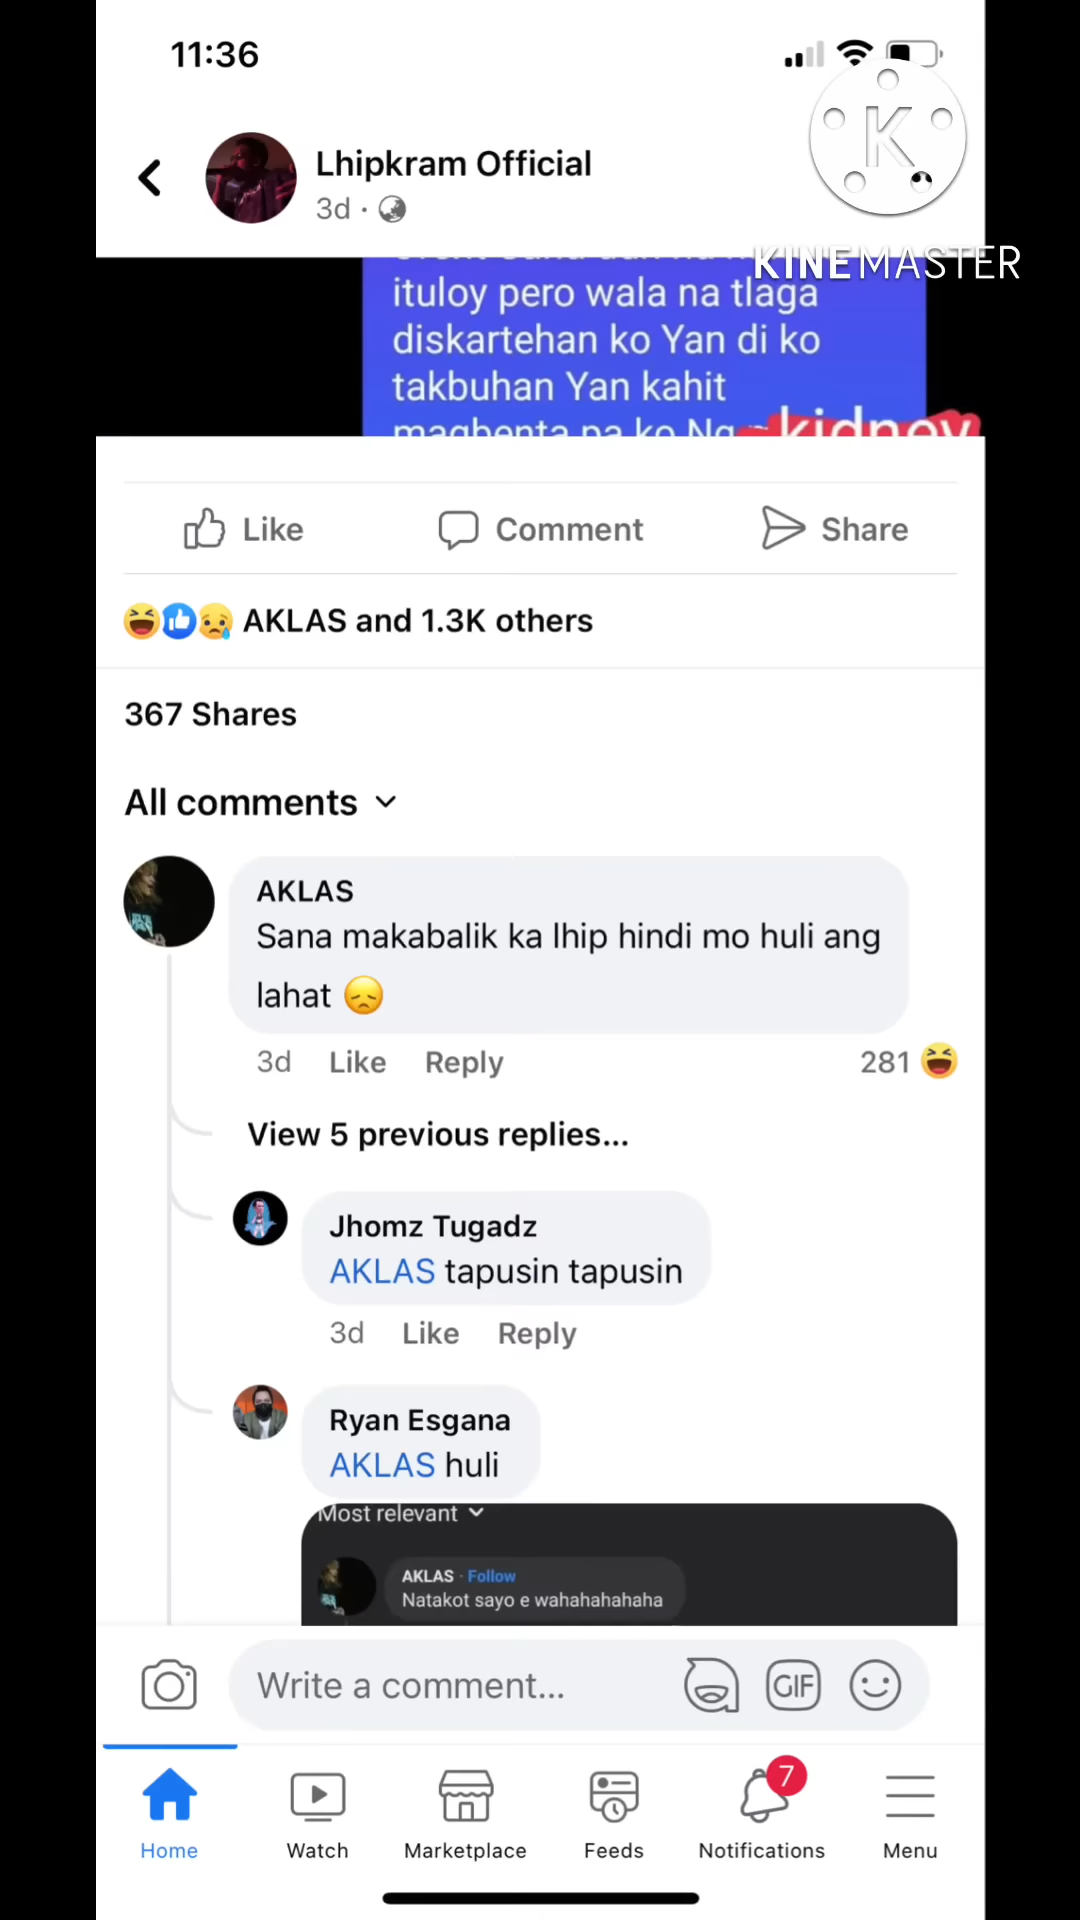 11:36
Lhipkram Official
3d ·
K
KINEMASTER
ituloy pero wala na tlaga
diskartehan ko Yan di ko
takbuhan Yan kahit
magbenta pa ko Ng kidney
Like Comment Share
AKLAS and 1.3K others
367 Shares
All comments
AKLAS
Sana makabalik ka lhip hindi mo huli ang
lahat 😞
3d Like Reply 281
View 5 previous replies...
Jhomz Tugadz
AKLAS tapusin tapusin
3d Like Reply
Ryan Esgana
AKLAS huli
Most relevant
AKLAS · Follow
Natakot sayo e wahahahahaha
Write a comment...
GIF
7
Home Watch Marketplace Feeds Notifications Menu